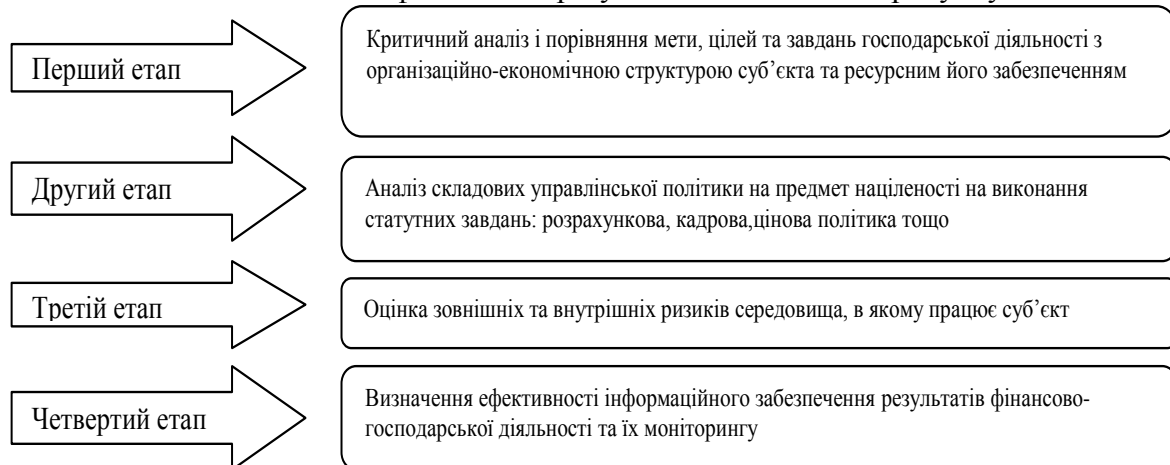 Перший етап
Критичний аналіз і порівняння мети, цілей та завдань господарської діяльності з
організаційно-економічною структурою суб’єкта та ресурсним його забезпеченням
Другий етап
Аналіз складових управлінської політики на предмет націленості на виконання
статутних завдань: розрахункова, кадрова,цінова політика тощо
Третій етап
Оцінка зовнішніх та внутрішніх ризиків середовища, в якому працює суб’єкт
Четвертий етап
Визначення ефективності інформаційного забезпечення результатів фінансово-
господарської діяльності та їх моніторингу